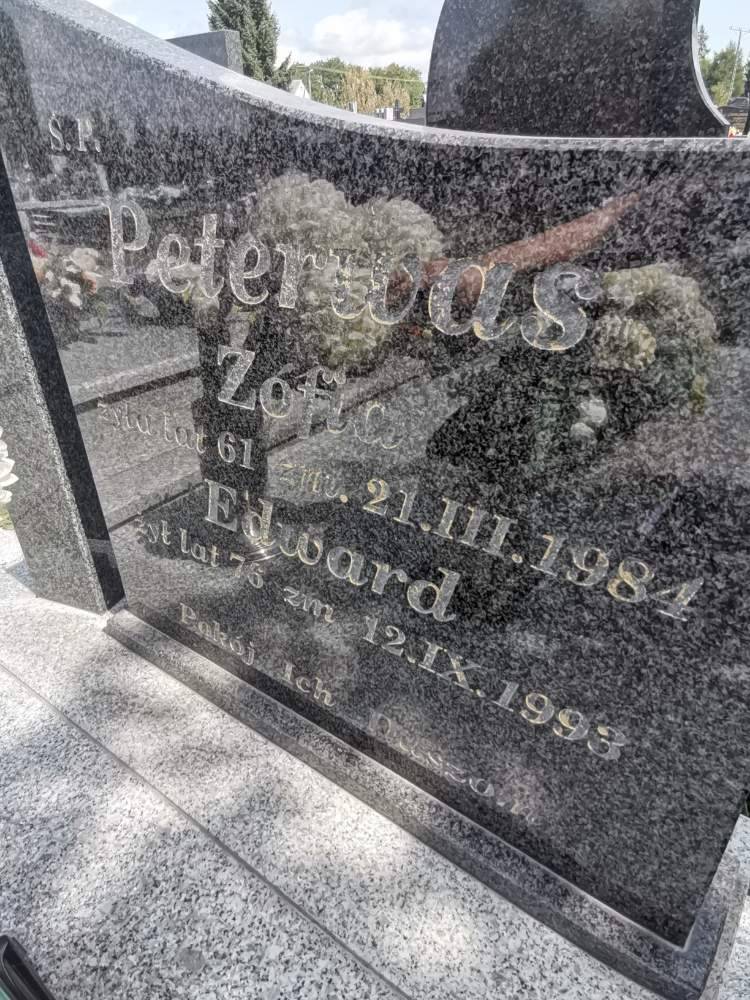 Ś.P.
Peterwas
Zofia
żyła lat 61 zm. 21.III.1984
Edward
żył lat 76 zm 12.IX.1993
Pokój Ich Duszom